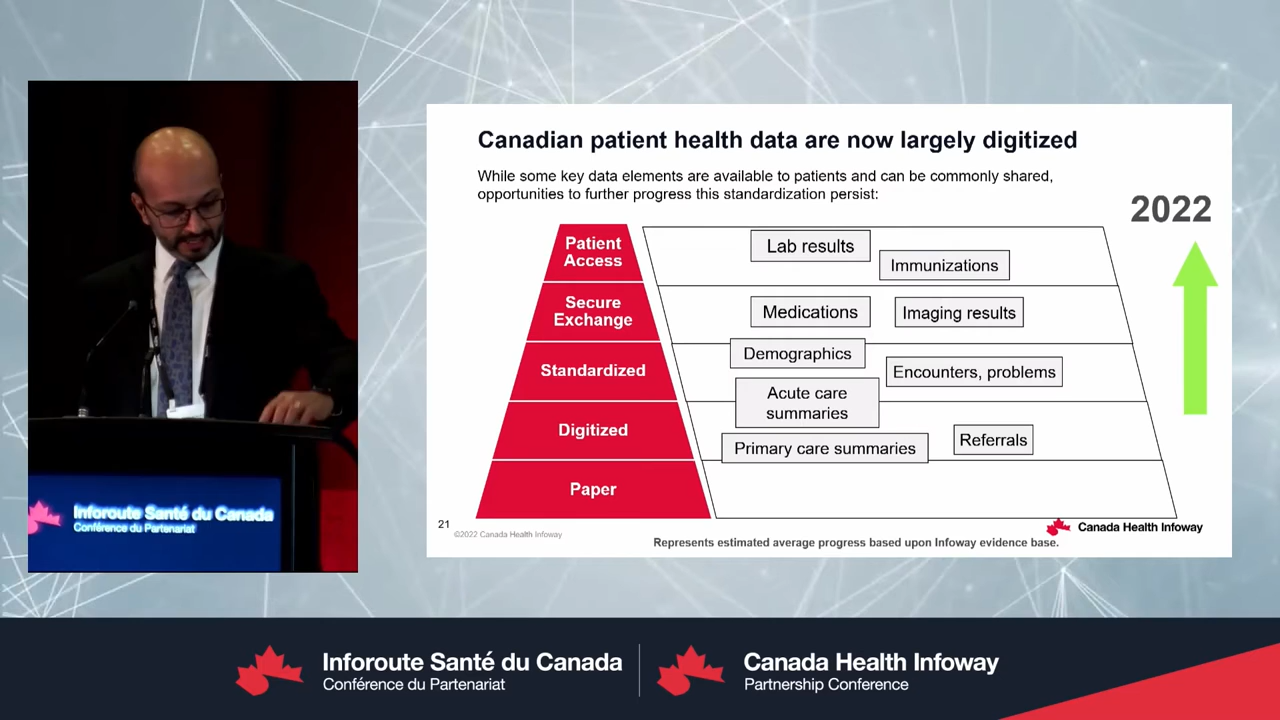 Canadian patient health data are now largely digitized
While some key data elements are available to patients and can be commonly shared,
opportunities to further progress this standardization persist:
2022
Patient
Access
Lab results
Immunizations
Secure
Exchange
Medications
Imaging results
Standardized
Demographics
Encounters, problems
Acute care
summaries
Digitized
Primary care summaries
Referrals
Paper
21
©2022 Canada Health Infoway
Canada Health Infoway
Represents estimated average progress based upon Infoway evidence base.
Inforoute Santé du Canada
Conférence du Partenariat
Inforoute Santé du Canada
Conférence du Partenariat
Canada Health Infoway
Partnership Conference